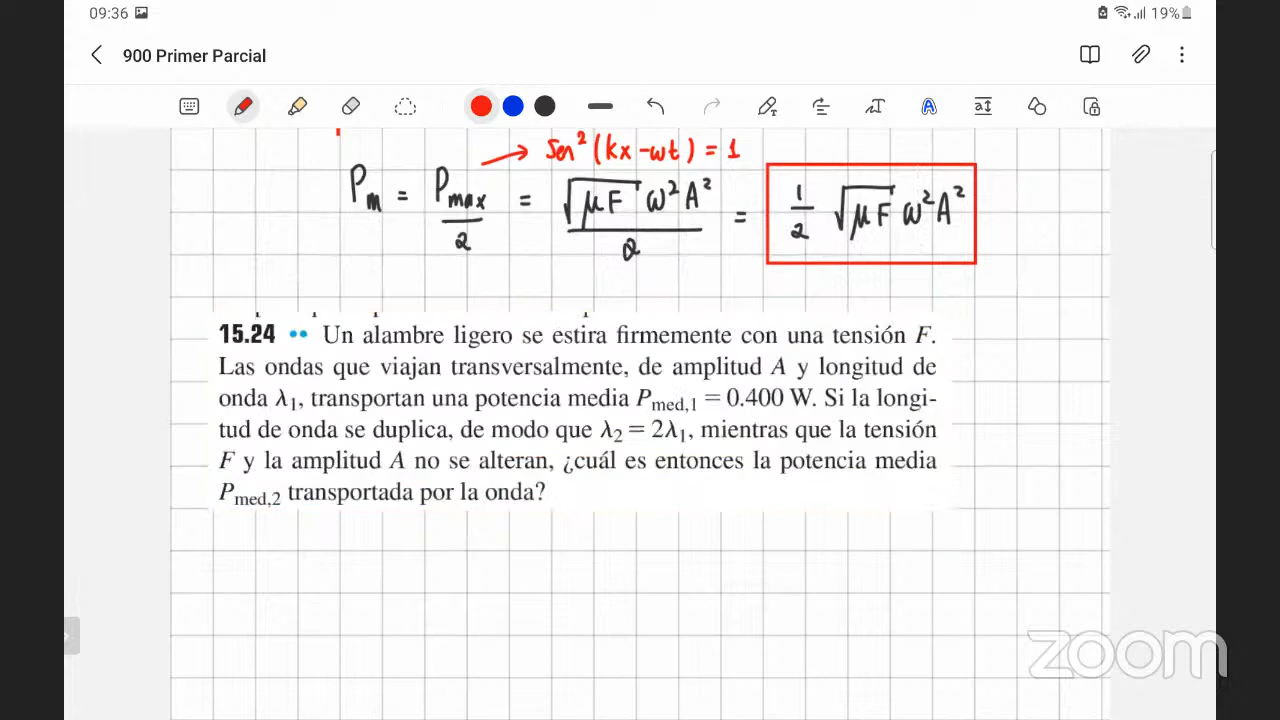 09:36
19%
900 Primer Parcial
Sen² (kx - wt) = 1
Pm = Pmax/2 = √μF ω²A²/2 = 1/2 √μF ω²A²
15.24 •• Un alambre ligero se estira firmemente con una tensión F.
Las ondas que viajan transversalmente, de amplitud A y longitud de
onda λ₁, transportan una potencia media Pmed,1 = 0.400 W. Si la longi-
tud de onda se duplica, de modo que λ₂ = 2λ₁, mientras que la tensión
F y la amplitud A no se alteran, ¿cuál es entonces la potencia media
Pmed,2 transportada por la onda?
zoom